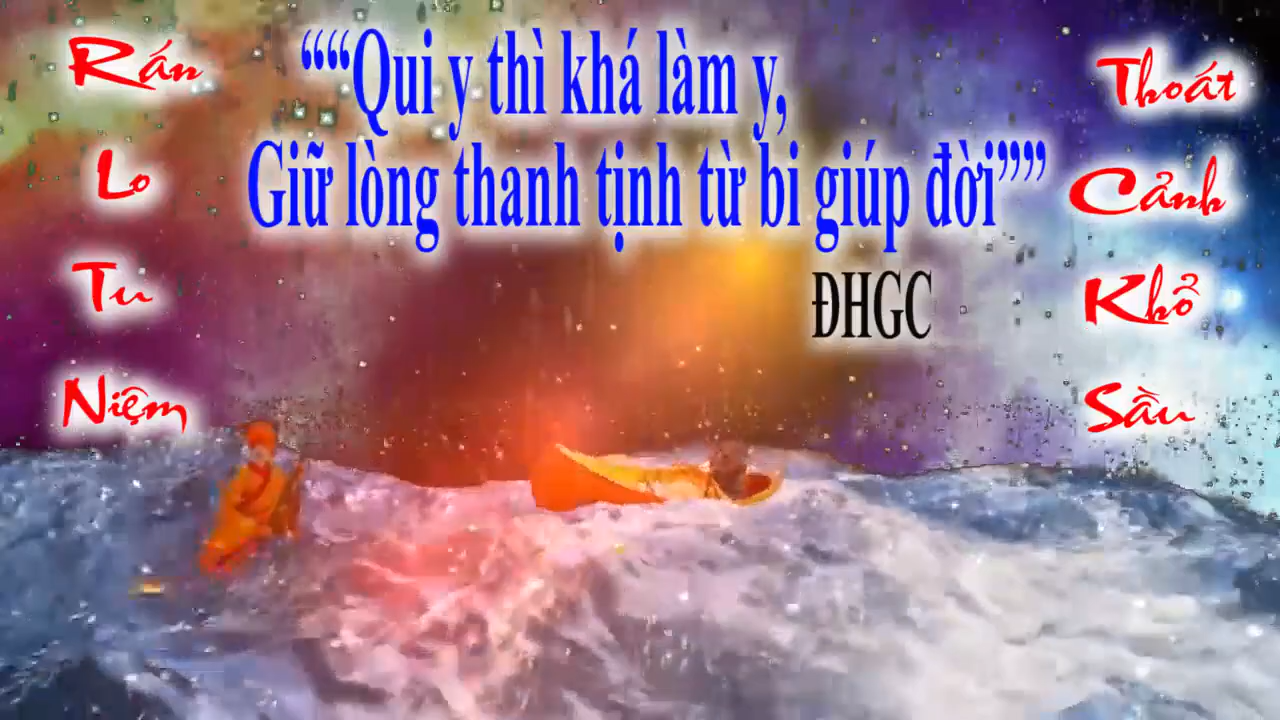 ““Qui y thì khá làm y,
Giữ lòng thanh tịnh từ bi giúp đời””
ĐHGC
Rán
Lo
Tu
Niệm
Thoát
Cảnh
Khổ
Sầu